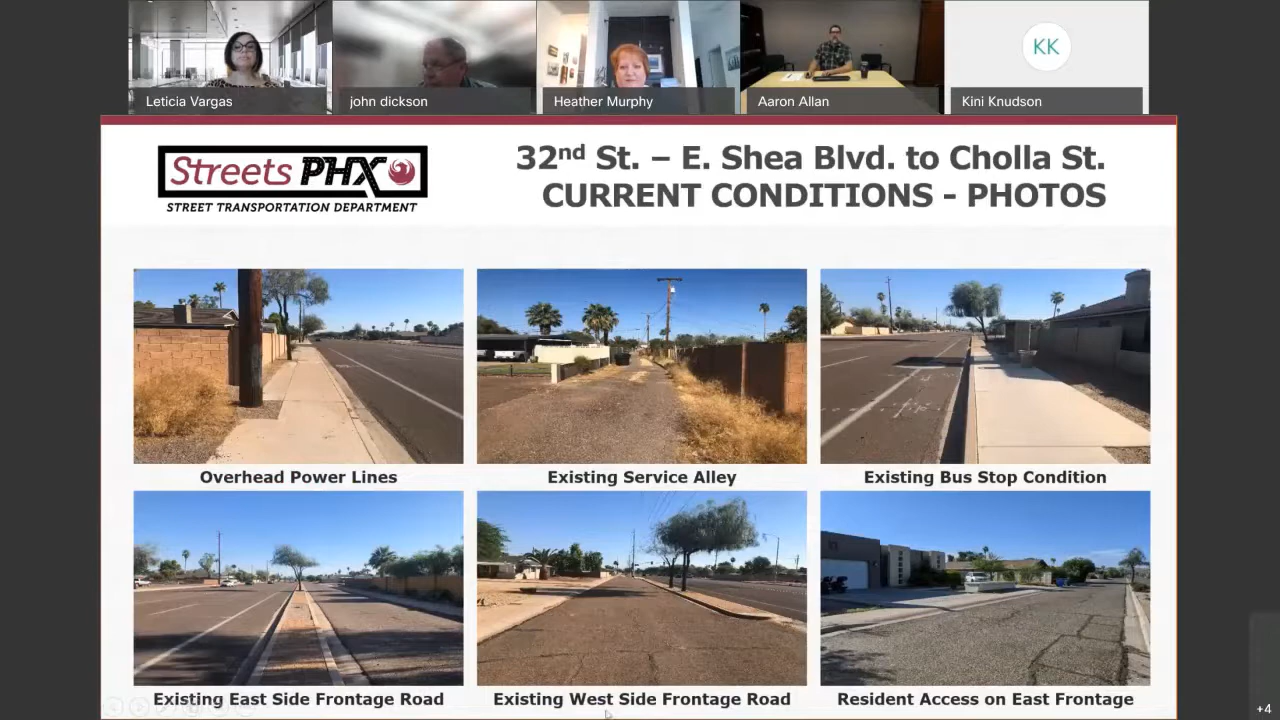 Leticia Vargas
john dickson
Heather Murphy
Aaron Allan
KK
Kini Knudson
Streets PHX
STREET TRANSPORTATION DEPARTMENT
32nd St. – E. Shea Blvd. to Cholla St.
CURRENT CONDITIONS - PHOTOS
Overhead Power Lines
Existing Service Alley
Existing Bus Stop Condition
Existing East Side Frontage Road
Existing West Side Frontage Road
Resident Access on East Frontage
+4